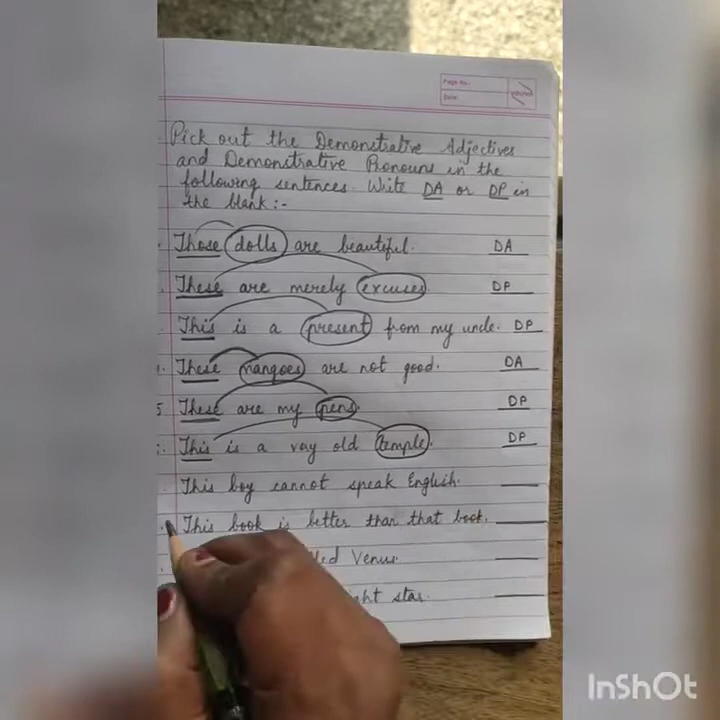 Page No.
Date:
Pick out the Demonstrative Adjectives
and Demonstrative Pronouns in the
following sentences. Write DA or DP in
the blank:-
Those dolls are beautiful. DA
These are merely excuses DP
This is a present from my uncle. DP
These mangoes are not good. DA
5 These are my pens. DP
This is a vey old temple. DP
This boy cannot speak English.
This book is better than that book.
Venus.
star.
InShOt